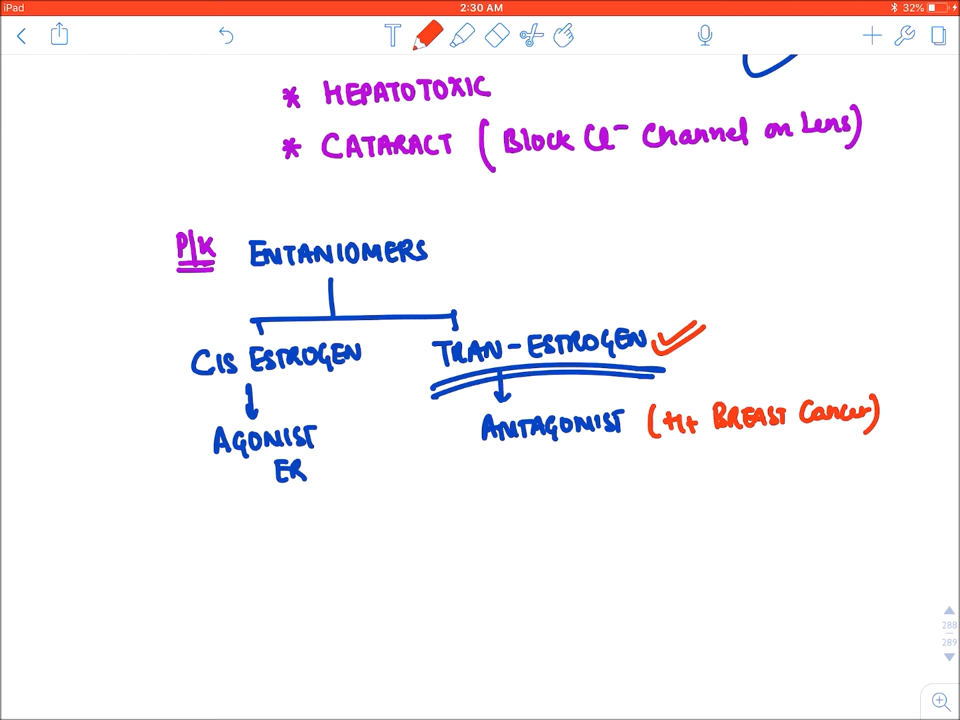 iPad 2:30 AM 32%
T
* HEPATOTOXIC
* CATARACT (Block Cl⁻ Channel on Lens)
P/K ENTANIOMERS
CIS ESTROGEN TRAN-ESTROGEN
AGONIST ANTAGONIST (t/t BREAST Cancer)
ER
288
289